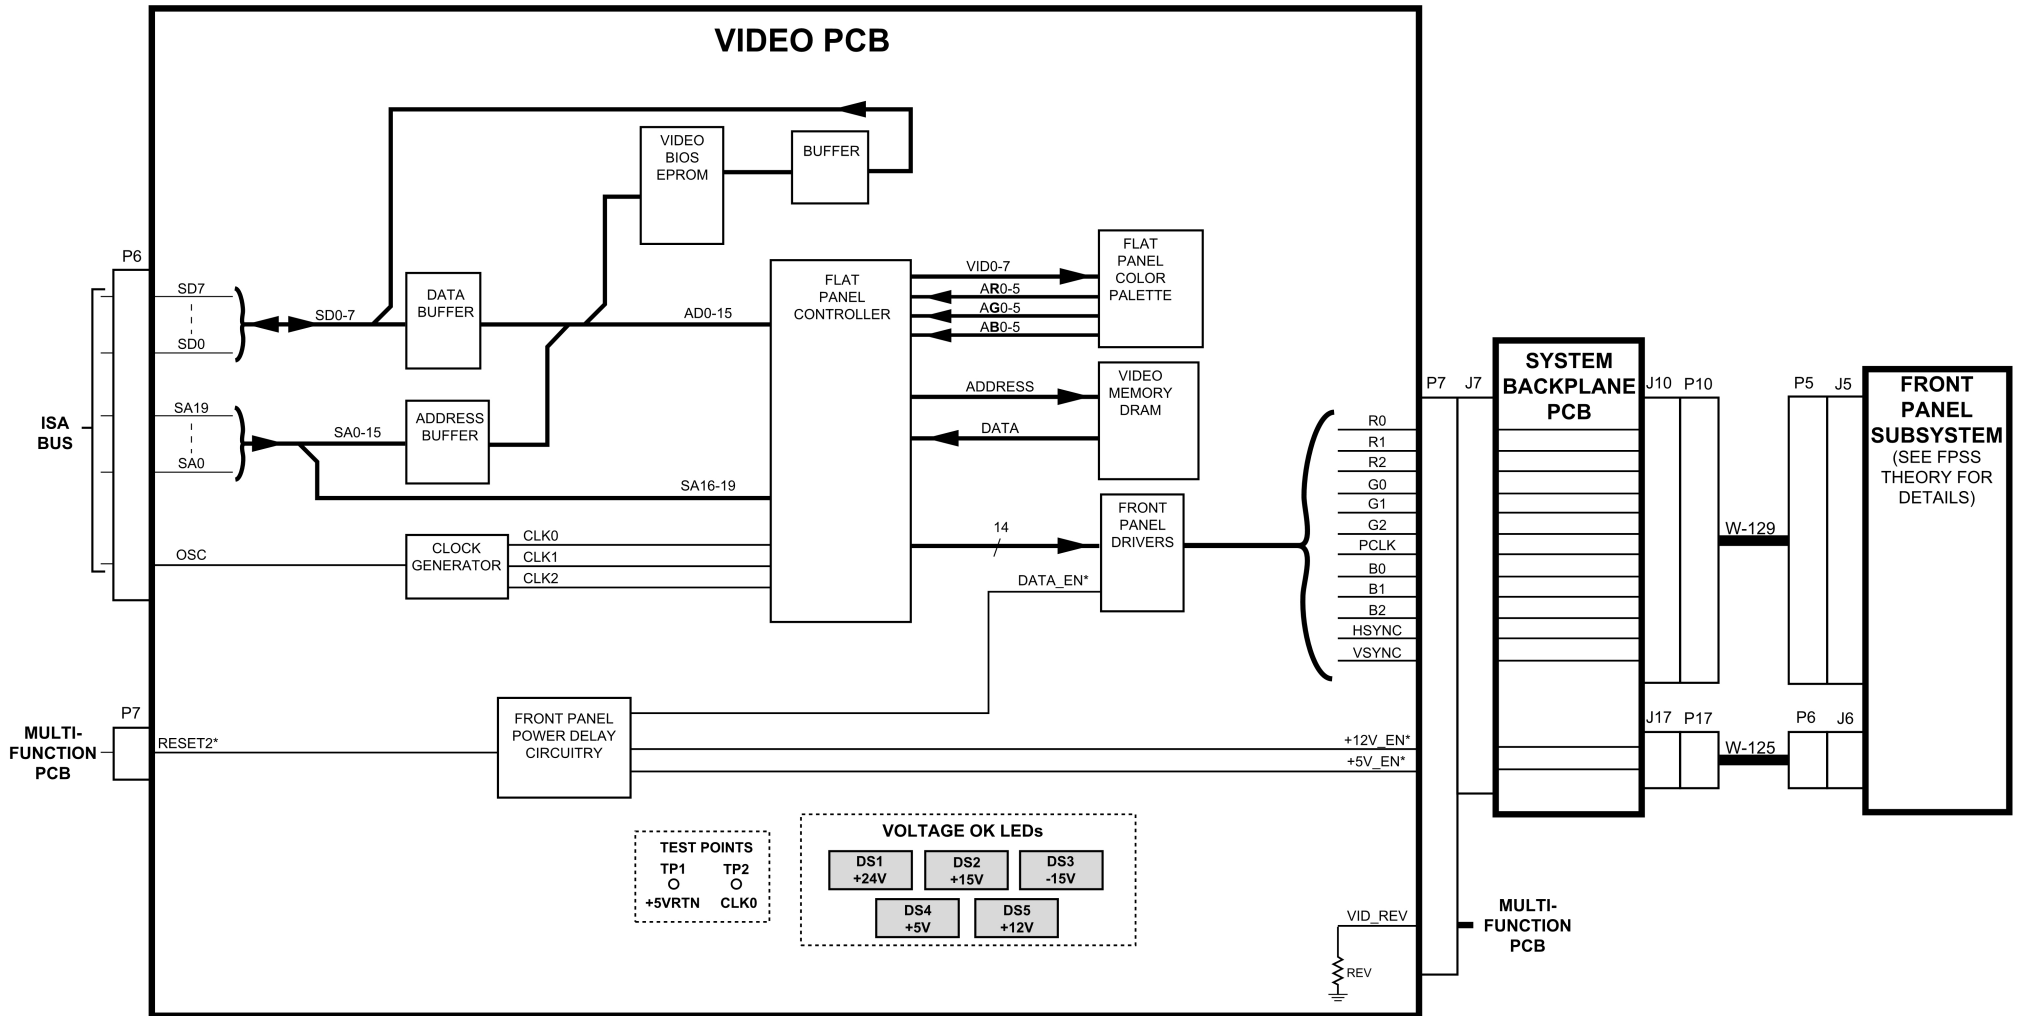 VIDEO PCB
VIDEO
BIOS
EPROM
BUFFER
P6
SD7
SD0
SD0-7
DATA
BUFFER
AD0-15
FLAT
PANEL
CONTROLLER
VID0-7
AR0-5
AG0-5
AB0-5
FLAT
PANEL
COLOR
PALETTE
ISA
BUS
SA19
SA0
SA0-15
ADDRESS
BUFFER
SA16-19
ADDRESS
DATA
VIDEO
MEMORY
DRAM
OSC
CLOCK
GENERATOR
CLK0
CLK1
CLK2
14
DATA_EN*
FRONT
PANEL
DRIVERS
R0
R1
R2
G0
G1
G2
PCLK
B0
B1
B2
HSYNC
VSYNC
P7
J7
SYSTEM
BACKPLANE
PCB
J10
P10
W-129
P5
J5
FRONT
PANEL
SUBSYSTEM
(SEE FPSS
THEORY FOR
DETAILS)
P7
MULTI-
FUNCTION
PCB
RESET2*
FRONT PANEL
POWER DELAY
CIRCUITRY
+12V_EN*
+5V_EN*
J17
P17
W-125
P6
J6
TEST POINTS
TP1
TP2
+5VRTN
CLK0
VOLTAGE OK LEDs
DS1
+24V
DS2
+15V
DS3
-15V
DS4
+5V
DS5
+12V
VID_REV
REV
MULTI-
FUNCTION
PCB